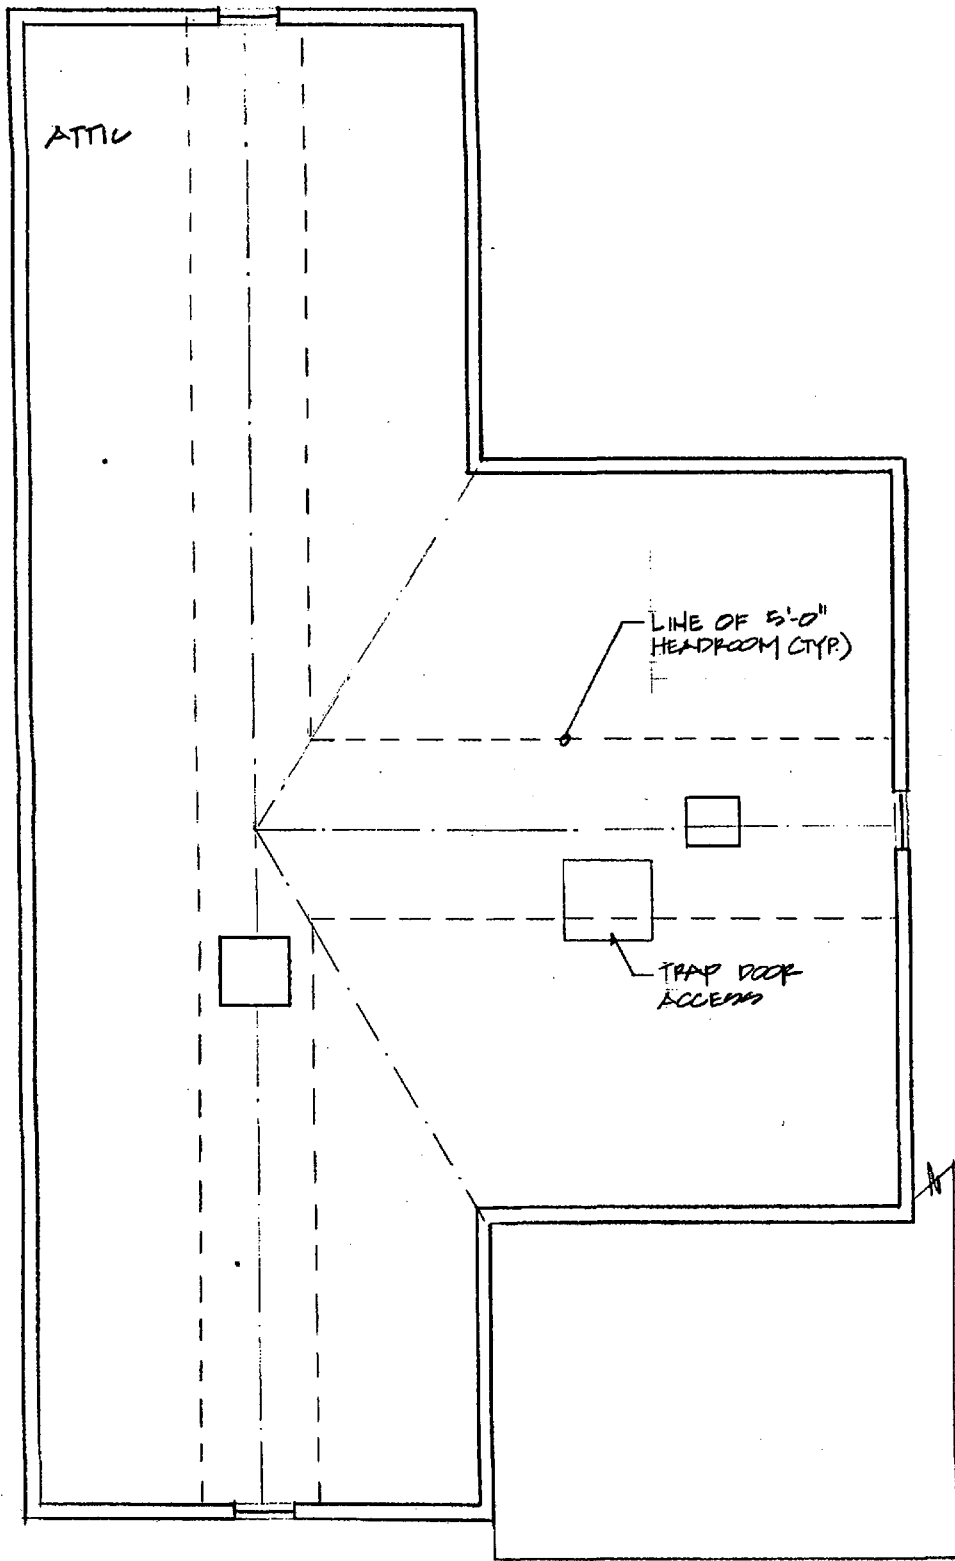 ATTIC
LINE OF 5'-0"
HEADROOM (TYP.)
TRAP DOOR
ACCESS